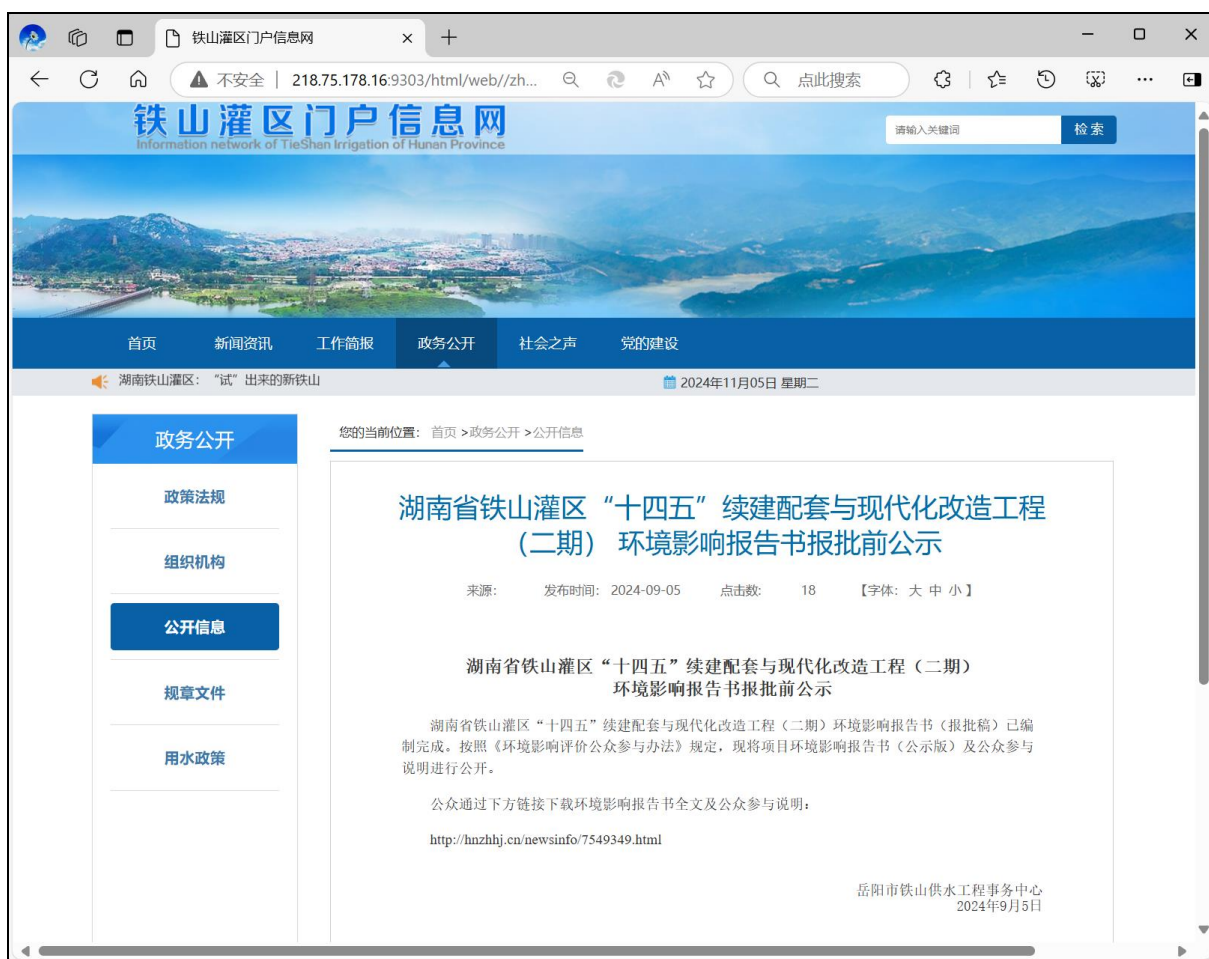 铁山灌区门户信息网
不安全 | 218.75.178.16:9303/html/web//zh...
点此搜索
铁山灌区门户信息网
Information network of TieShan Irrigation of Hunan Province
请输入关键词
检索
首页 新闻资讯 工作简报 政务公开 社会之声 党的建设
湖南铁山灌区：“试”出来的新铁山
2024年11月05日 星期二
政务公开
政策法规
组织机构
公开信息
规章文件
用水政策
您的当前位置： 首页 >政务公开 >公开信息
湖南省铁山灌区“十四五”续建配套与现代化改造工程
（二期） 环境影响报告书报批前公示
来源： 发布时间： 2024-09-05 点击数: 18 【字体：大 中 小 】
湖南省铁山灌区“十四五”续建配套与现代化改造工程（二期）
环境影响报告书报批前公示
湖南省铁山灌区“十四五”续建配套与现代化改造工程（二期）环境影响报告书（报批稿）已编
制完成。按照《环境影响评价公众参与办法》规定，现将项目环境影响报告书（公示版）及公众参与
说明进行公开。
公众通过下方链接下载环境影响报告书全文及公众参与说明：
http://hnzhhj.cn/newsinfo/7549349.html
岳阳市铁山供水工程事务中心
2024年9月5日